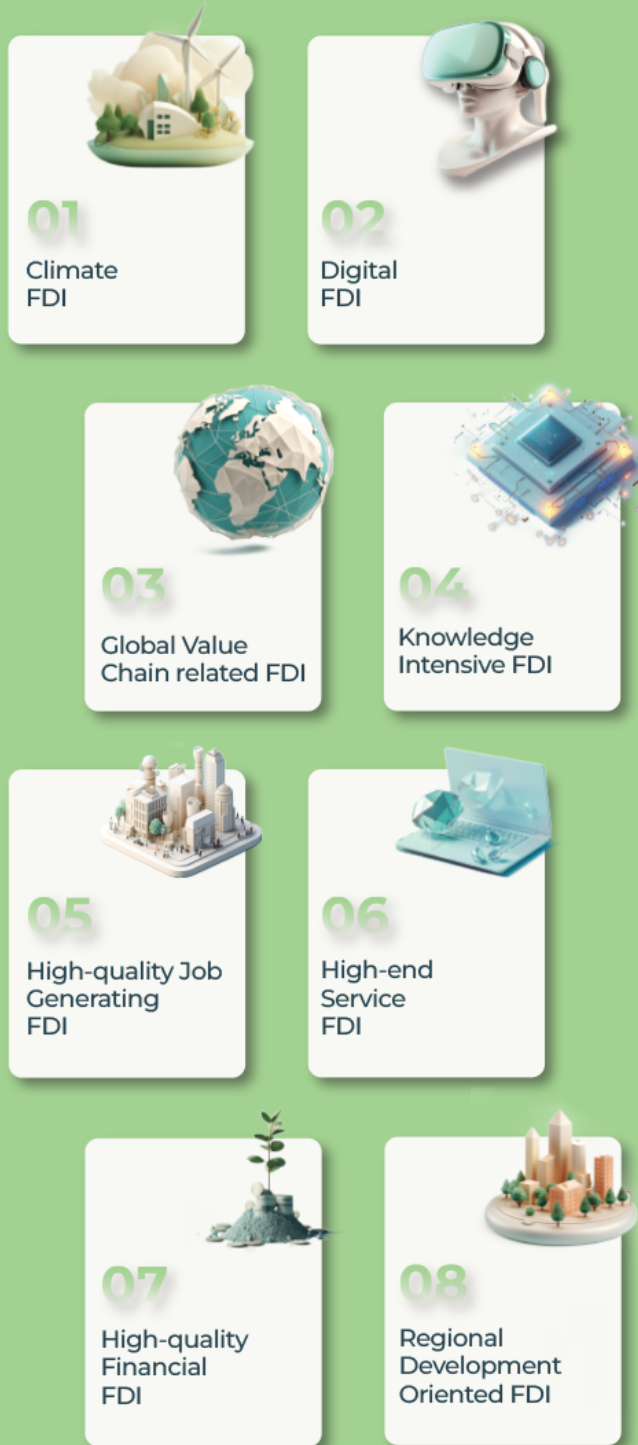 01
Climate
FDI
02
Digital
FDI
03
Global Value
Chain related FDI
04
Knowledge
Intensive FDI
05
High-quality Job
Generating
FDI
06
High-end
Service
FDI
07
High-quality
Financial
FDI
08
Regional
Development
Oriented FDI